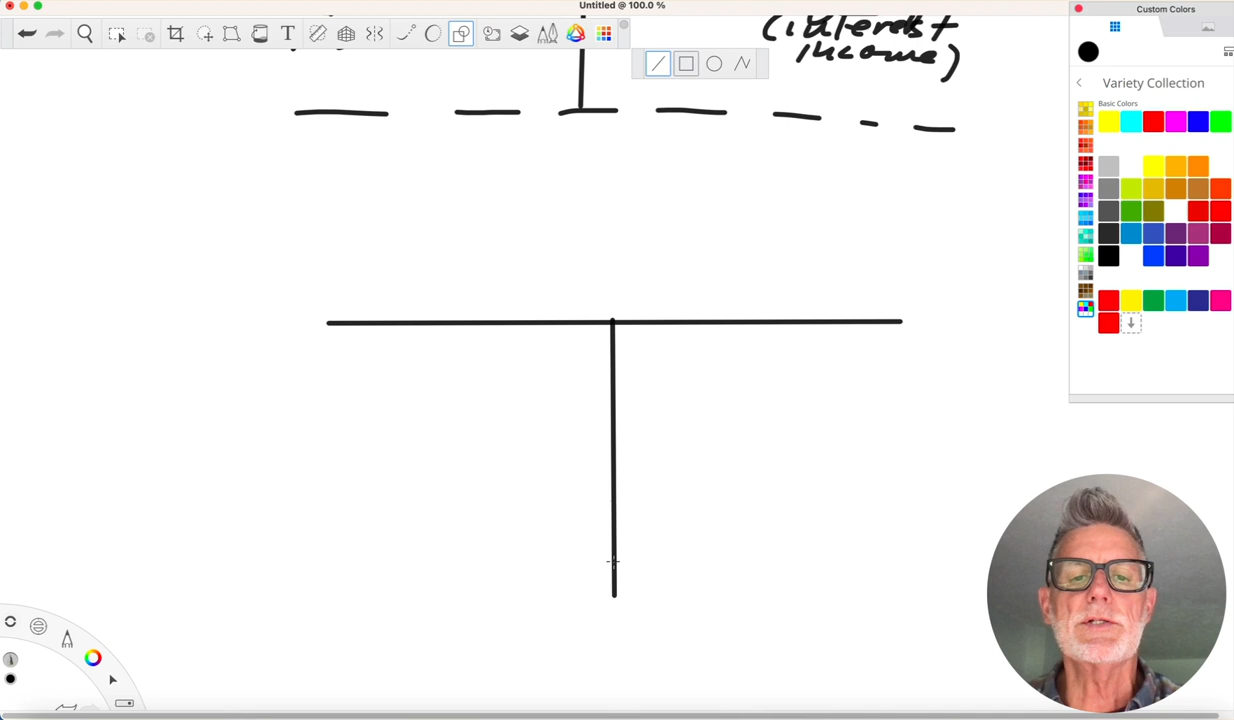 Untitled @ 100.0 %
Custom Colors
(interest
income)
T
Variety Collection
Basic Colors